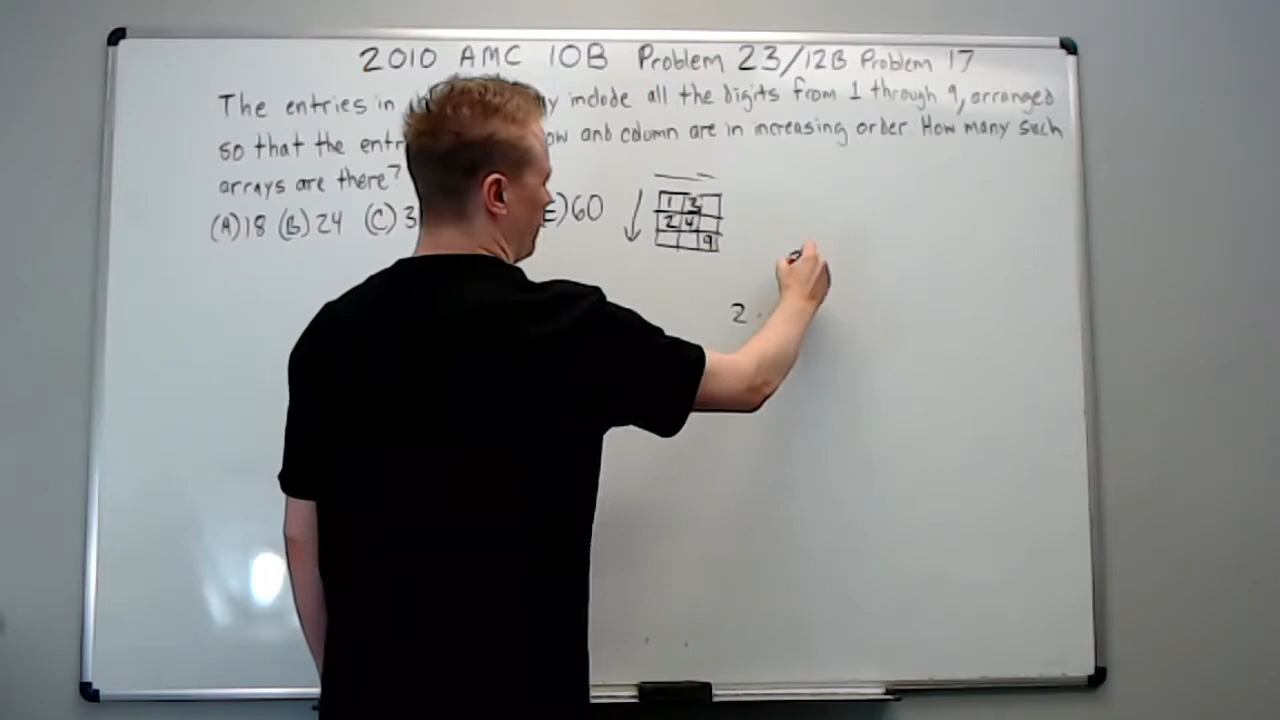 2010 AMC 10B Problem 23/12B Problem 17
The entries in include all the digits from 1 through 9, arranged
so that the and column are in increasing order. How many such
arrays are there?
(A) 18 (B) 24 (C) 3 E) 60
1 3
2 4
9
2 ·